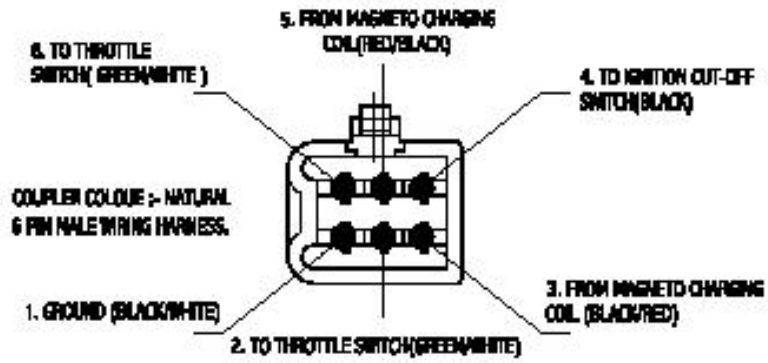 5. FROM MAGNETO CHARGING
COIL(RED/BLACK)
6. TO THROTTLE
SWITCH( GREEN/WHITE )
4. TO IGNITION CUT-OFF
SWITCH(BLACK)
COUPLER COLOUE :- NATURAL
6 PIN MALE WIRING HARNESS.
1. GROUND (BLACK/WHITE)
3. FROM MAGNETO CHARGING
COIL (BLACK/RED)
2. TO THROTTLE SWITCH(GREEN/WHITE)